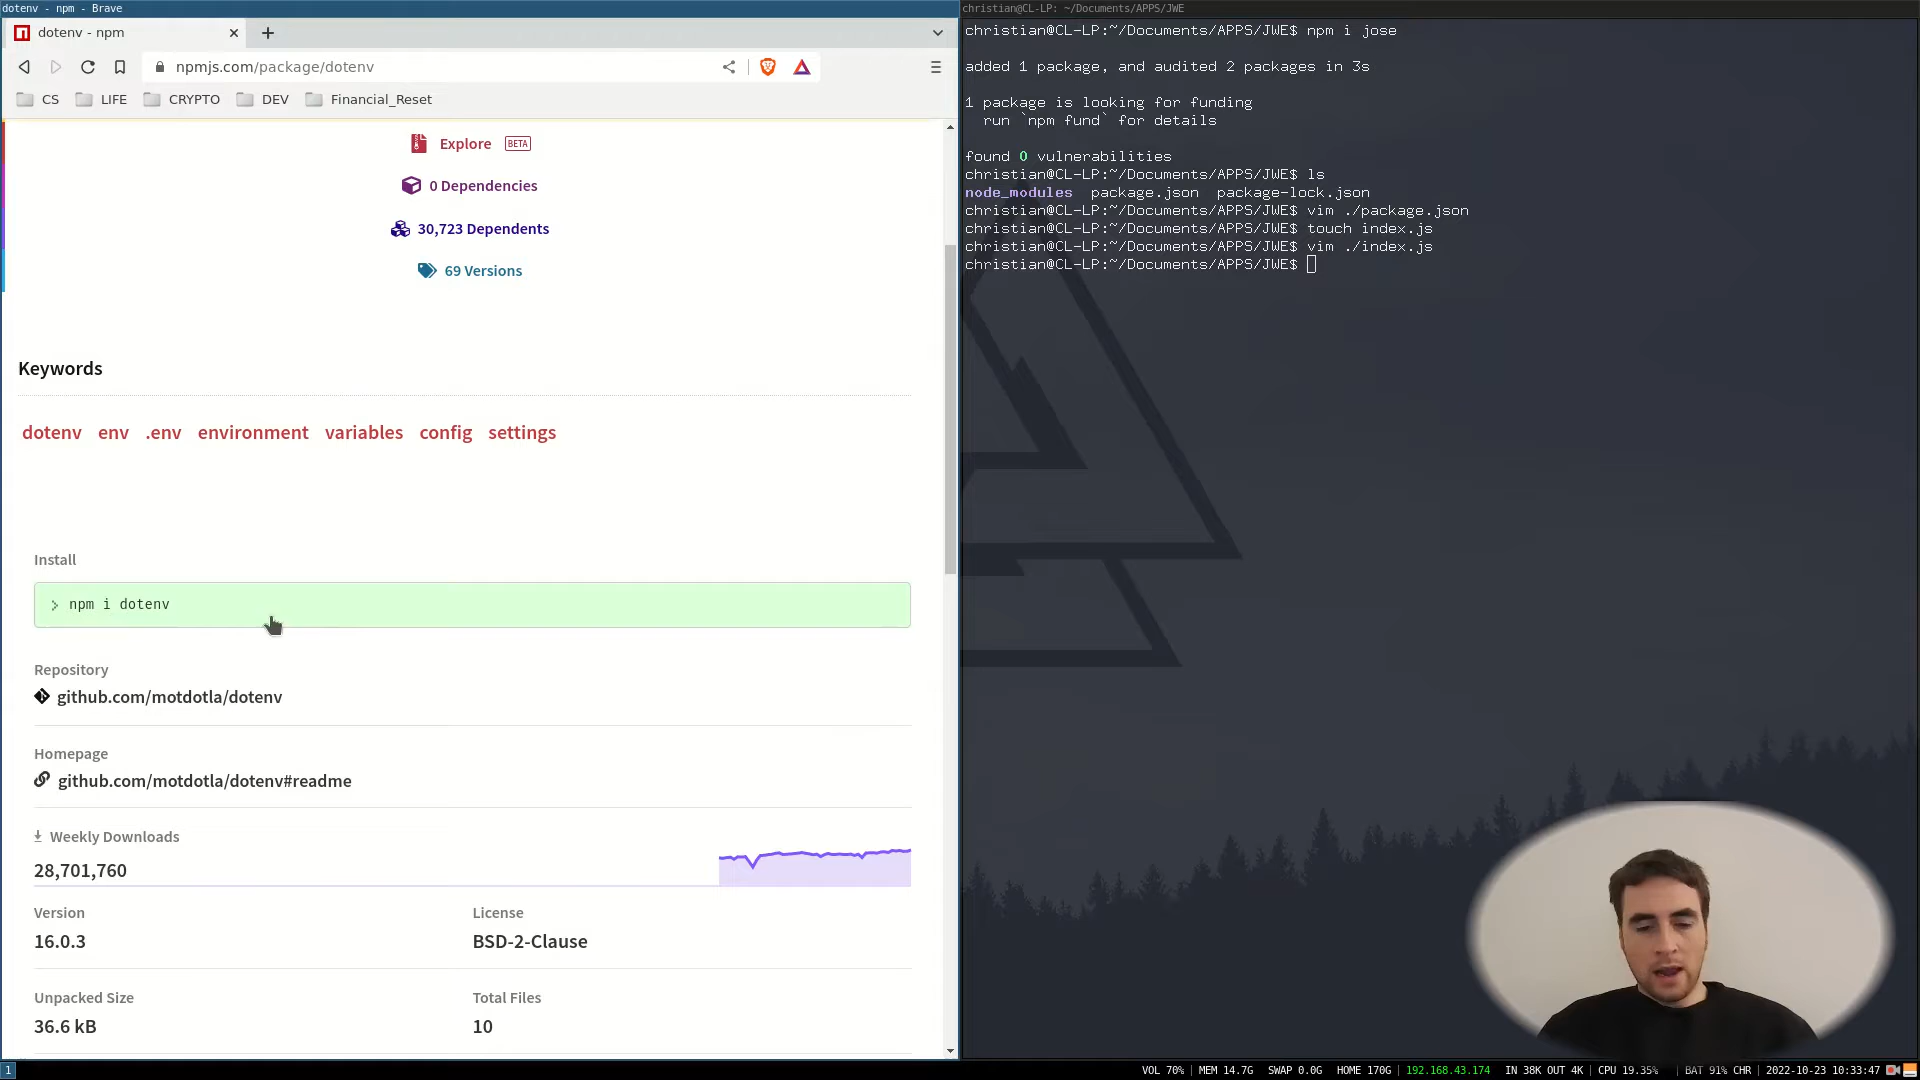 dotenv - npm - Brave
dotenv - npm
npmjs.com/package/dotenv
CS LIFE CRYPTO DEV Financial_Reset
Explore BETA
0 Dependencies
30,723 Dependents
69 Versions
Keywords
dotenv env .env environment variables config settings
Install
> npm i dotenv
Repository
github.com/motdotla/dotenv
Homepage
github.com/motdotla/dotenv#readme
Weekly Downloads
28,701,760
Version License
16.0.3 BSD-2-Clause
Unpacked Size Total Files
36.6 kB 10
christian@CL-LP: ~/Documents/APPS/JWE
christian@CL-LP:~/Documents/APPS/JWE$ npm i jose
added 1 package, and audited 2 packages in 3s
1 package is looking for funding
run `npm fund` for details
found 0 vulnerabilities
christian@CL-LP:~/Documents/APPS/JWE$ ls
node_modules package.json package-lock.json
christian@CL-LP:~/Documents/APPS/JWE$ vim ./package.json
christian@CL-LP:~/Documents/APPS/JWE$ touch index.js
christian@CL-LP:~/Documents/APPS/JWE$ vim ./index.js
christian@CL-LP:~/Documents/APPS/JWE$
1 VOL 70% | MEM 14.7G SWAP 0.0G HOME 170G | 192.168.43.174 IN 38K OUT 4K | CPU 19.35% | BAT 91% CHR | 2022-10-23 10:33:47